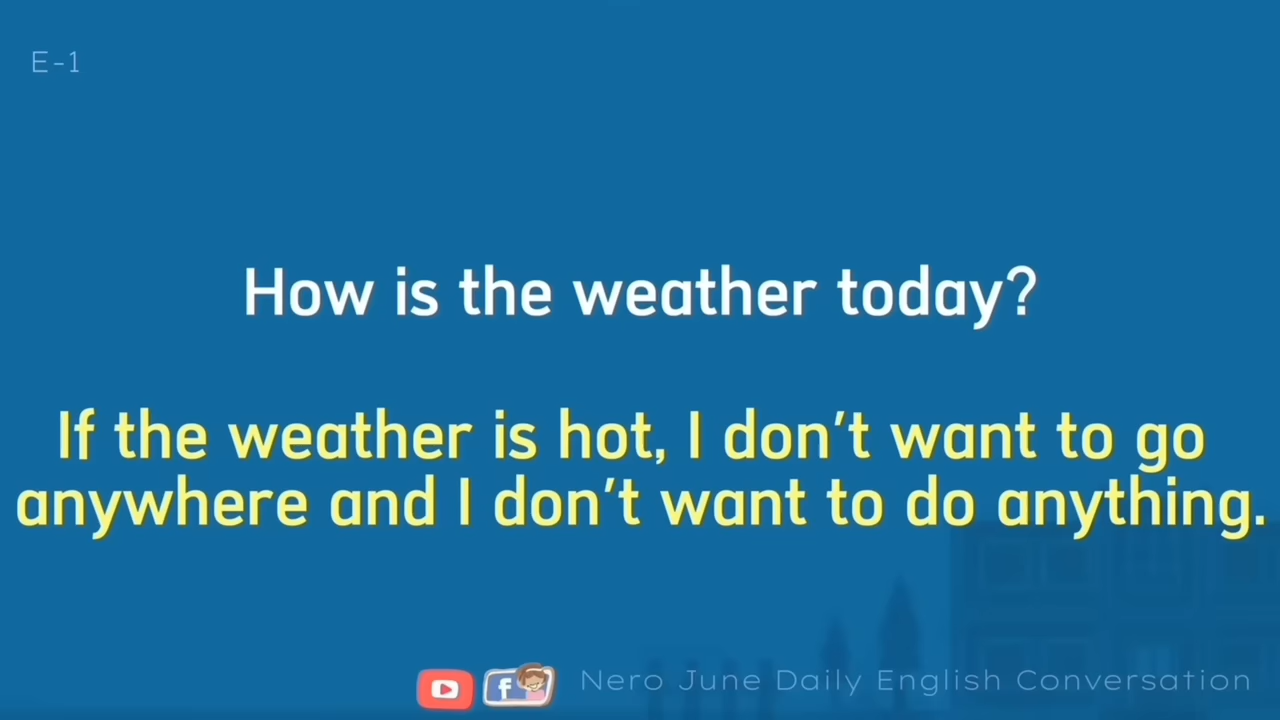 E-1
How is the weather today?
If the weather is hot, I don't want to go
anywhere and I don't want to do anything.
f
Nero June Daily English Conversation